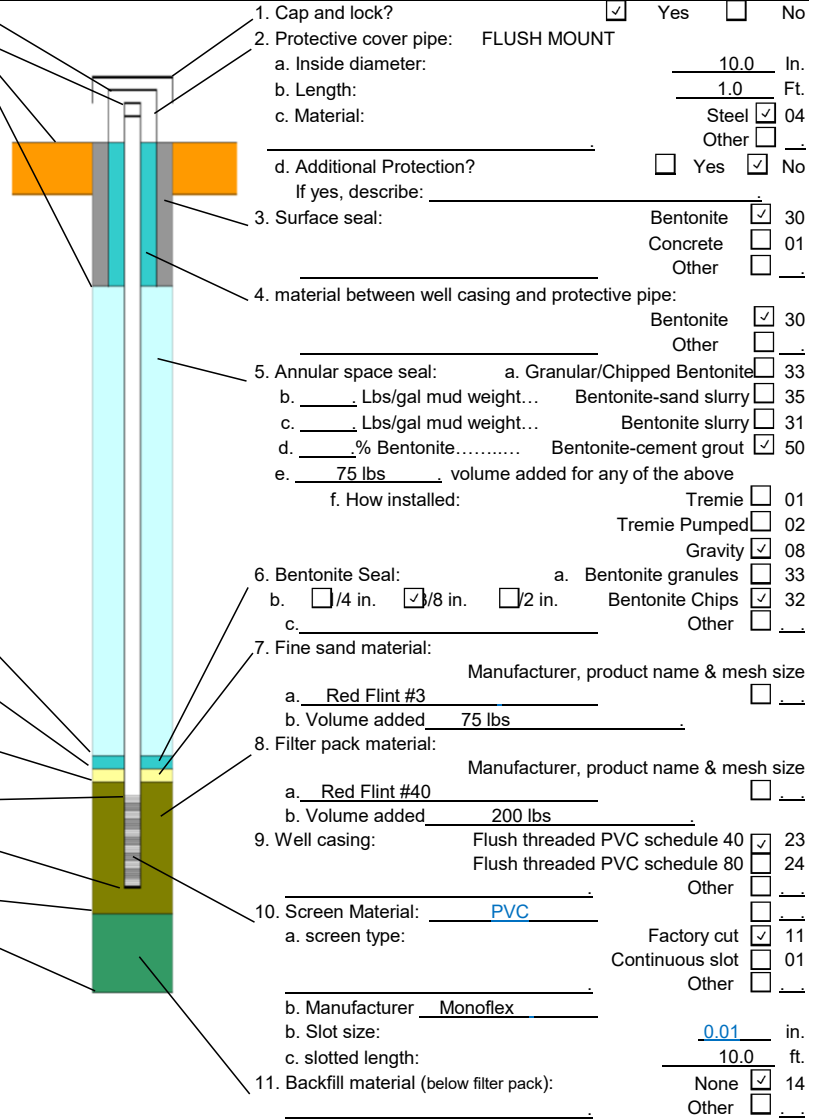 1. Cap and lock? ☑ Yes ☐ No
2. Protective cover pipe: FLUSH MOUNT
a. Inside diameter: 10.0 In.
b. Length: 1.0 Ft.
c. Material: Steel ☑ 04
. Other ☐ .
d. Additional Protection? ☐ Yes ☑ No
If yes, describe: .
3. Surface seal: Bentonite ☑ 30
Concrete ☐ 01
Other ☐ .
4. material between well casing and protective pipe:
Bentonite ☑ 30
Other ☐ .
5. Annular space seal: a. Granular/Chipped Bentonite ☐ 33
b. . Lbs/gal mud weight… Bentonite-sand slurry ☐ 35
c. . Lbs/gal mud weight… Bentonite slurry ☐ 31
d. .% Bentonite…….…… Bentonite-cement grout ☑ 50
e. 75 lbs . volume added for any of the above
f. How installed: Tremie ☐ 01
Tremie Pumped ☐ 02
Gravity ☑ 08
6. Bentonite Seal: a. Bentonite granules ☐ 33
b. ☐ /4 in. ☑ /8 in. ☐ /2 in. Bentonite Chips ☑ 32
c. Other ☐ . .
7. Fine sand material:
Manufacturer, product name & mesh size
a. Red Flint #3 ☐ . .
b. Volume added 75 lbs .
8. Filter pack material:
Manufacturer, product name & mesh size
a. Red Flint #40 ☐ . .
b. Volume added 200 lbs .
9. Well casing: Flush threaded PVC schedule 40 ☑ 23
Flush threaded PVC schedule 80 ☐ 24
. Other ☐ . .
10. Screen Material: PVC ☐ . .
a. screen type: Factory cut ☑ 11
Continuous slot ☐ 01
. Other ☐ . .
b. Manufacturer Monoflex
b. Slot size: 0.01 in.
c. slotted length: 10.0 ft.
11. Backfill material (below filter pack): None ☑ 14
. Other ☐ . .